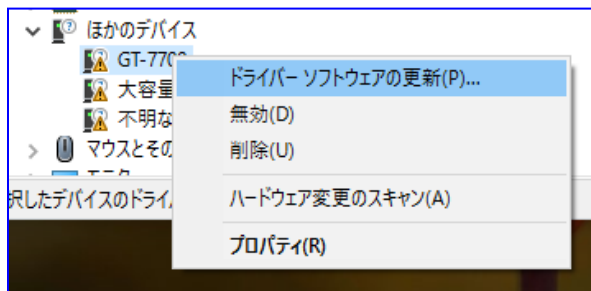 ほかのデバイス
GT-770
大容量
不明な
マウスとその
択したデバイスのドライ
ドライバー ソフトウェアの更新(P)...
無効(D)
削除(U)
ハードウェア変更のスキャン(A)
プロパティ(R)